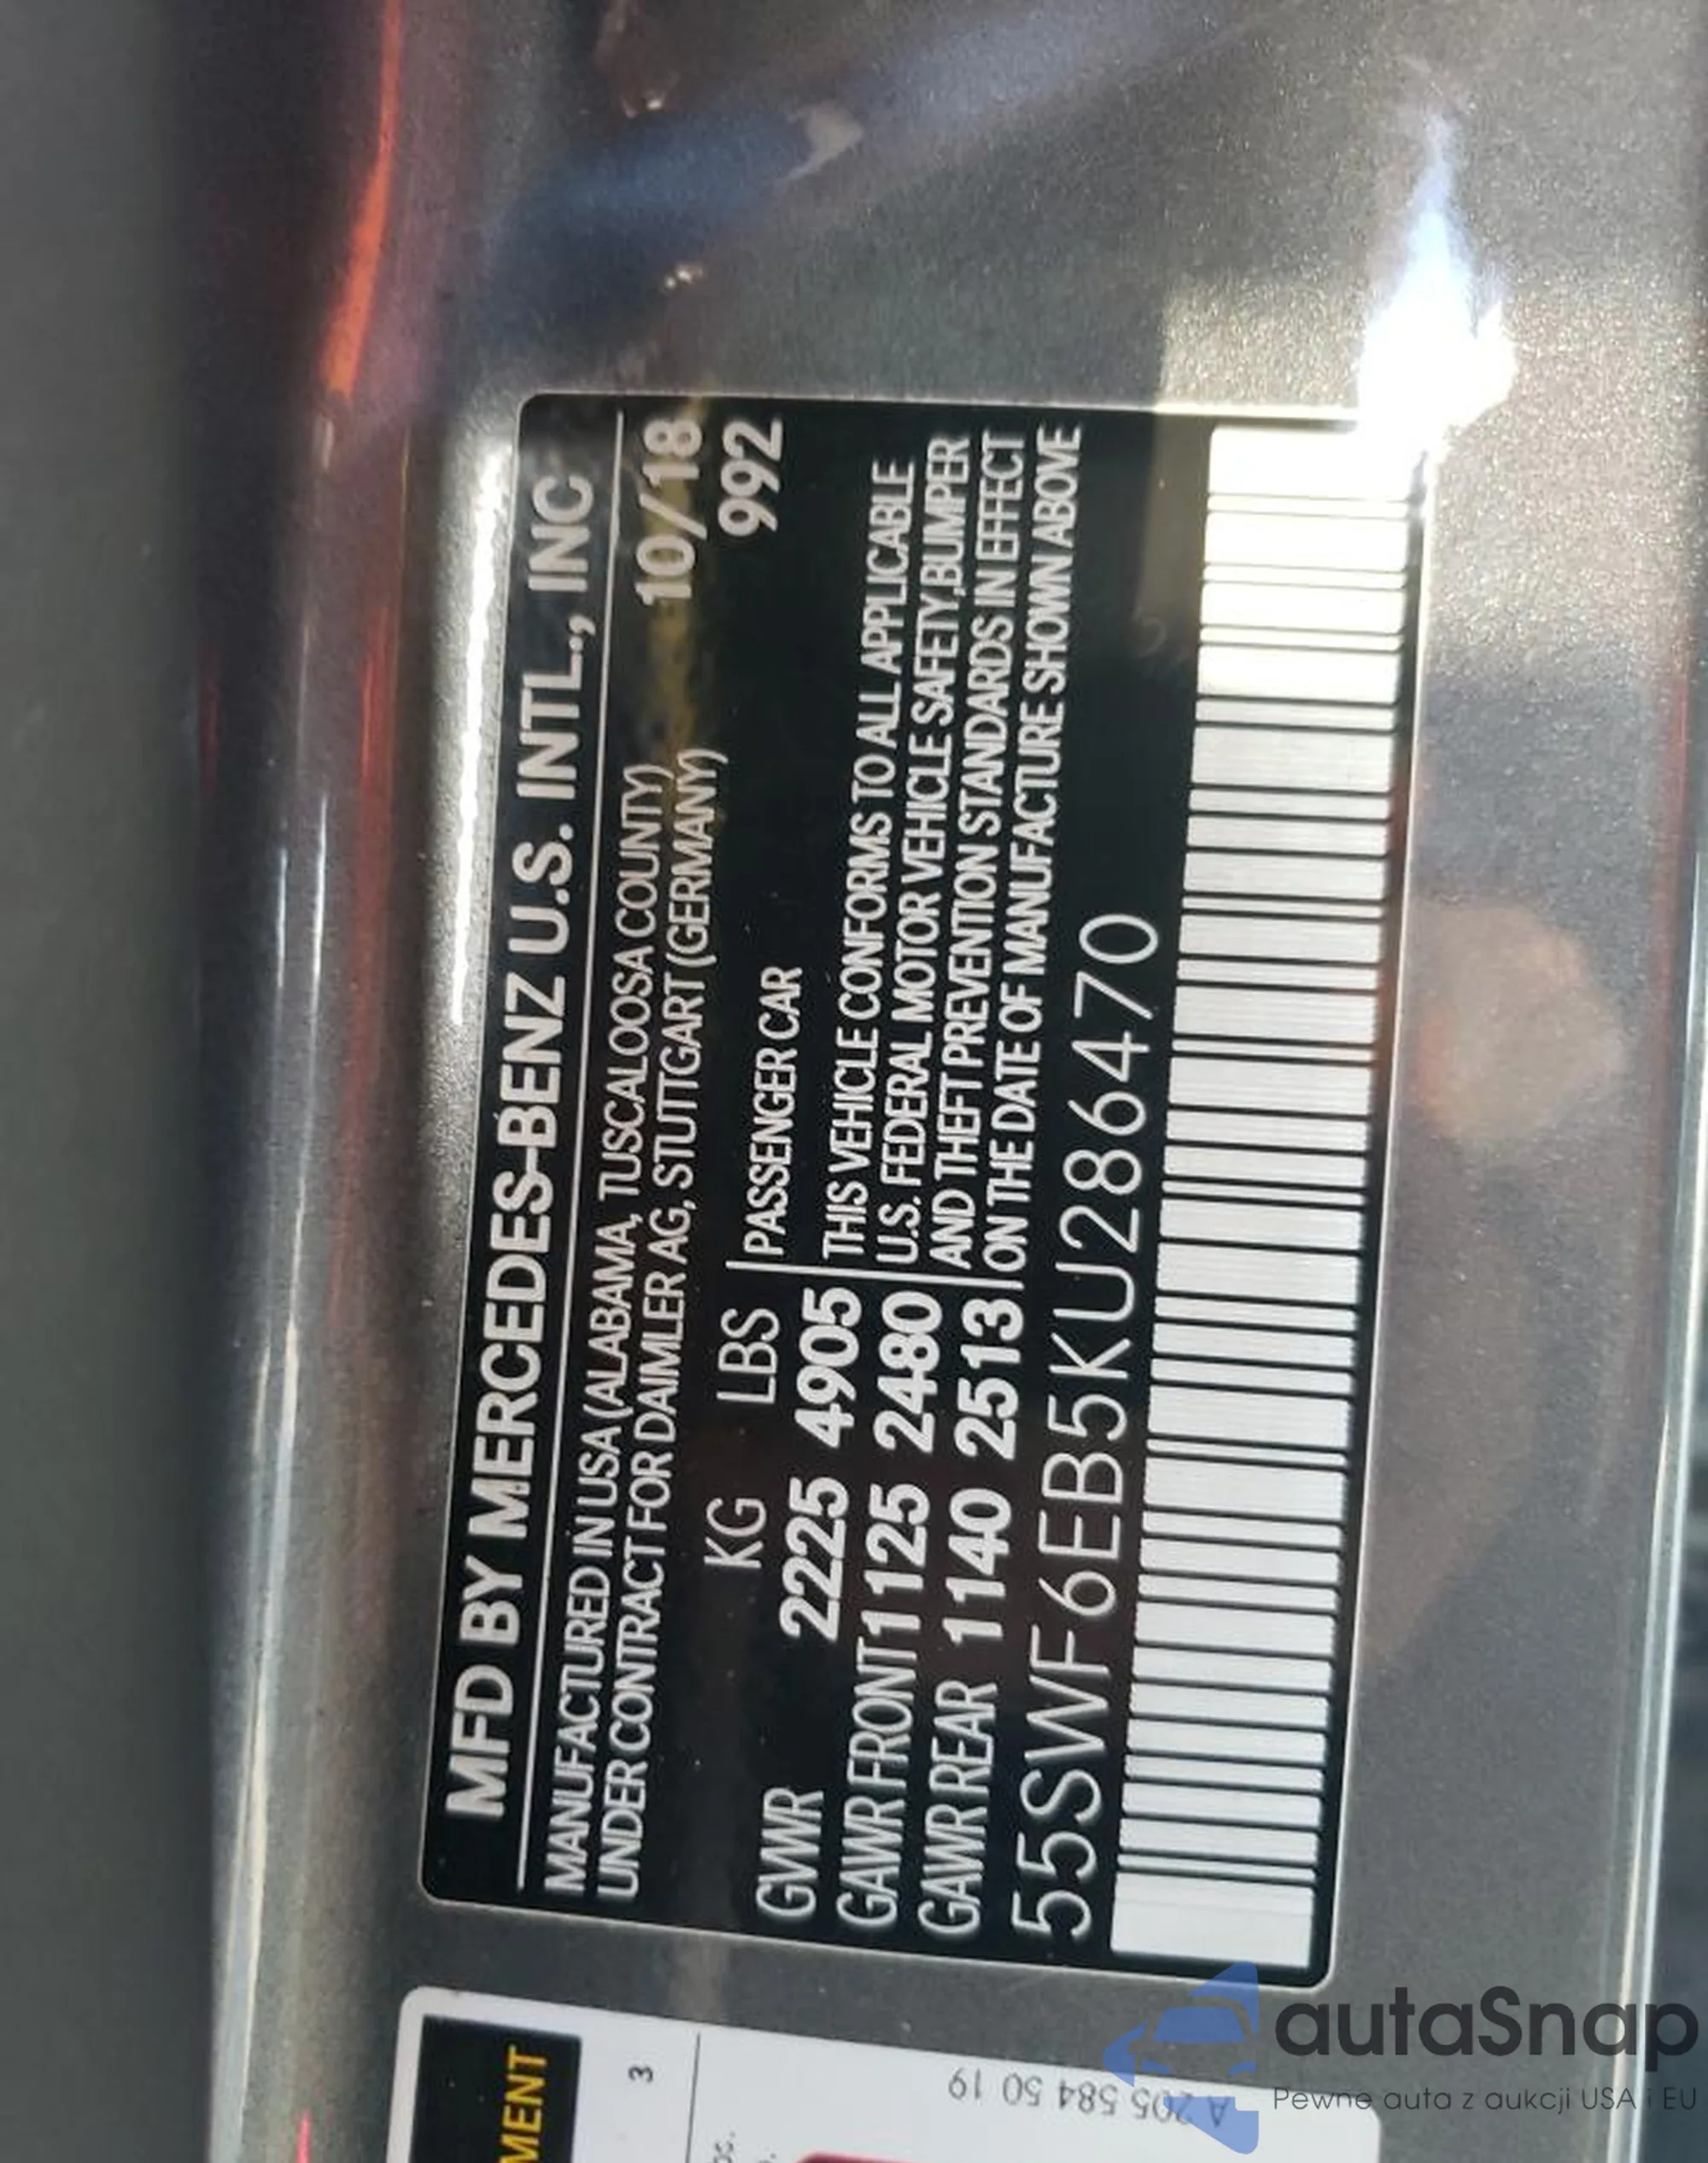 MFD BY MERCEDES-BENZ U.S. INTL., INC
MANUFACTURED IN USA (ALABAMA, TUSCALOOSA COUNTY) 10/18
UNDER CONTRACT FOR DAIMLER AG, STUTTGART (GERMANY) 992
KG LBS PASSENGER CAR
GVWR 2225 4905 THIS VEHICLE CONFORMS TO ALL APPLICABLE
GAWR FRONT 1125 2480 U.S. FEDERAL MOTOR VEHICLE SAFETY,BUMPER
GAWR REAR 1140 2513 AND THEFT PREVENTION STANDARDS IN EFFECT
ON THE DATE OF MANUFACTURE SHOWN ABOVE
55SWF6EB5KU286470
3
A 205 584 50 19
autaSnap
Pewne auta z aukcji USA i EU